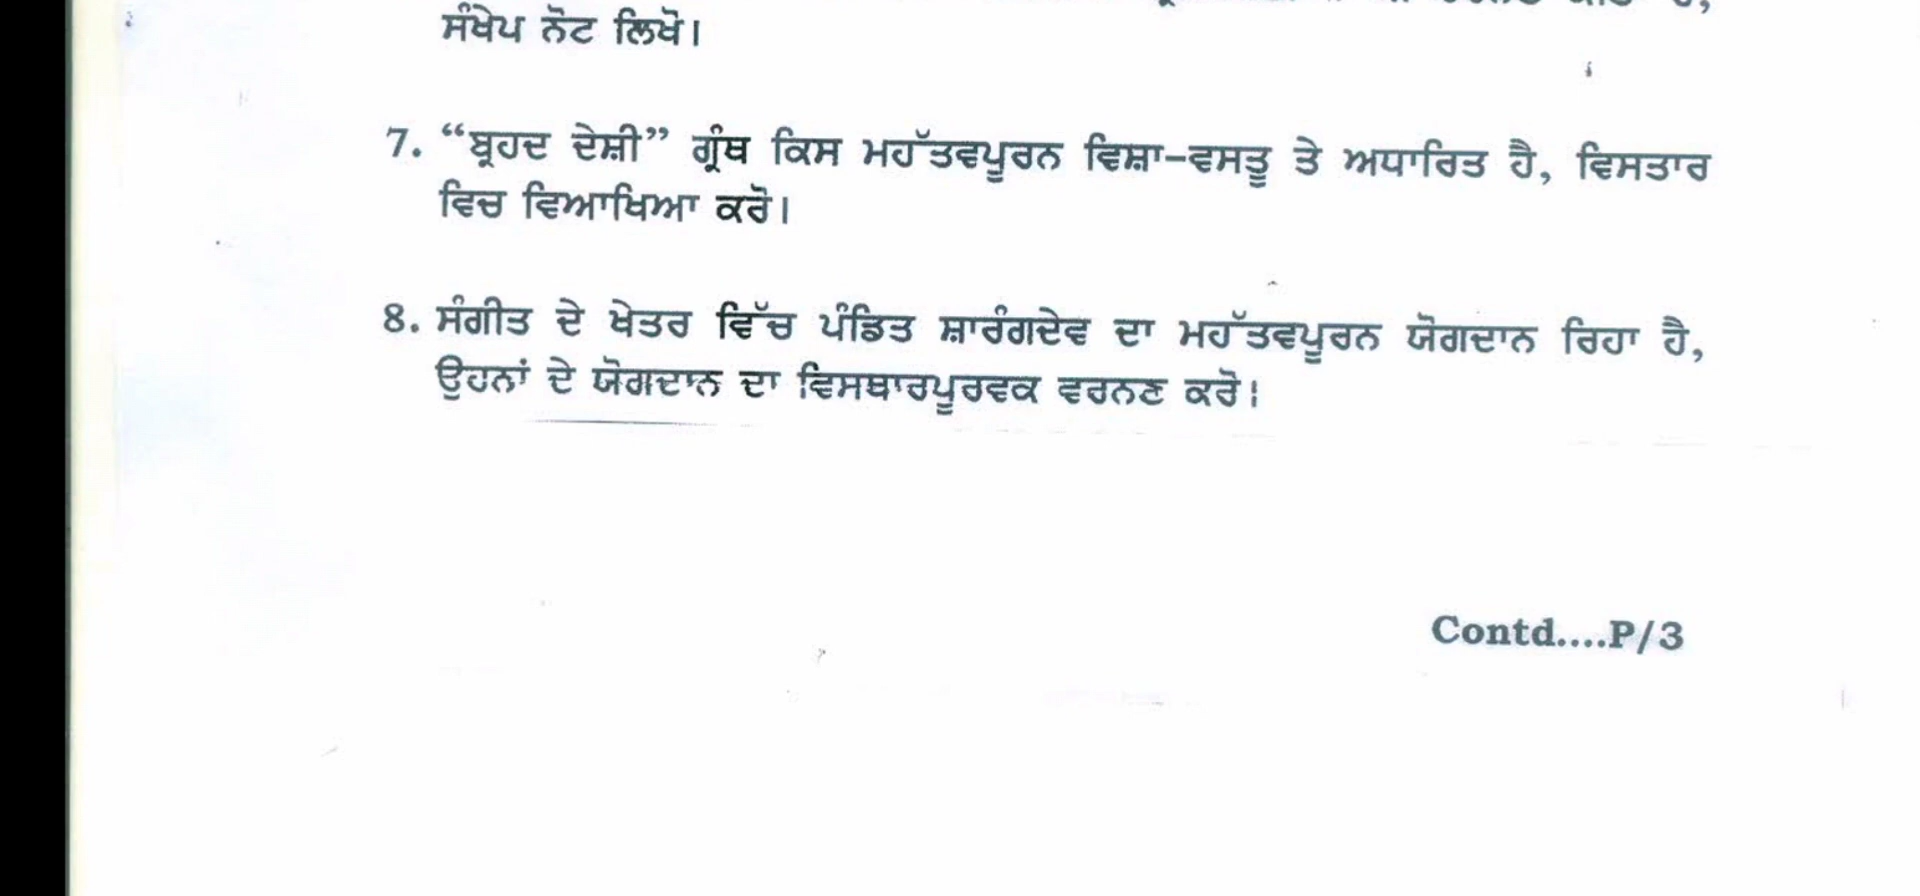 ਸੰਖੇਪ ਨੋਟ ਲਿਖੋ।
7. “ਬ੍ਰਹਦ ਦੇਸ਼ੀ” ਗ੍ਰੰਥ ਕਿਸ ਮਹੱਤਵਪੂਰਨ ਵਿਸ਼ਾ-ਵਸਤੂ ਤੇ ਅਧਾਰਿਤ ਹੈ, ਵਿਸਤਾਰ
ਵਿਚ ਵਿਆਖਿਆ ਕਰੋ।
8. ਸੰਗੀਤ ਦੇ ਖੇਤਰ ਵਿੱਚ ਪੰਡਿਤ ਸ਼ਾਰੰਗਦੇਵ ਦਾ ਮਹੱਤਵਪੂਰਨ ਯੋਗਦਾਨ ਰਿਹਾ ਹੈ,
ਉਹਨਾਂ ਦੇ ਯੋਗਦਾਨ ਦਾ ਵਿਸਥਾਰਪੂਰਵਕ ਵਰਨਣ ਕਰੋ।
Contd....P/3